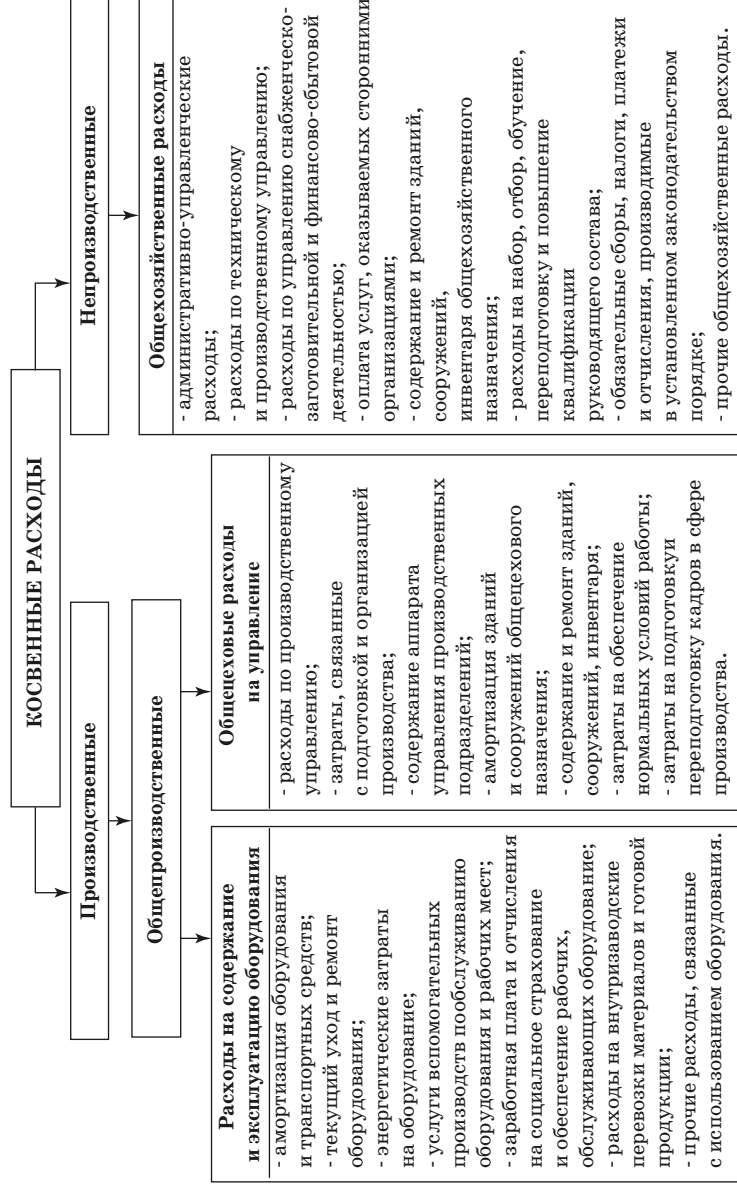 КОСВЕННЫЕ РАСХОДЫ
Производственные
Непроизводственные
Общепроизводственные
Расходы на содержание
и эксплуатацию оборудования
- амортизация оборудования
и транспортных средств;
- текущий уход и ремонт
оборудования;
- энергетические затраты
на оборудование;
- услуги вспомогательных
производств пообслуживанию
оборудования и рабочих мест;
- заработная плата и отчисления
на социальное страхование
и обеспечение рабочих,
обслуживающих оборудование;
- расходы на внутризаводские
перевозки материалов и готовой
продукции;
- прочие расходы, связанные
с использованием оборудования.
Общецеховые расходы
на управление
- расходы по производственному
управлению;
- затраты, связанные
с подготовкой и организацией
производства;
- содержание аппарата
управления производственных
подразделений;
- амортизация зданий
и сооружений общецехового
назначения;
- содержание и ремонт зданий,
сооружений, инвентаря;
- затраты на обеспечение
нормальных условий работы;
- затраты на подготовкуи
переподготовку кадров в сфере
производства.
Общехозяйственные расходы
- административно-управленческие
расходы;
- расходы по техническому
и производственному управлению;
- расходы по управлению снабженческо-
заготовительной и финансово-сбытовой
деятельностью;
- оплата услуг, оказываемых сторонними
организациями;
- содержание и ремонт зданий,
сооружений,
инвентаря общехозяйственного
назначения;
- расходы на набор, отбор, обучение,
переподготовку и повышение
квалификации
руководящего состава;
- обязательные сборы, налоги, платежи
и отчисления, производимые
в установленном законодательством
порядке;
- прочие общехозяйственные расходы.